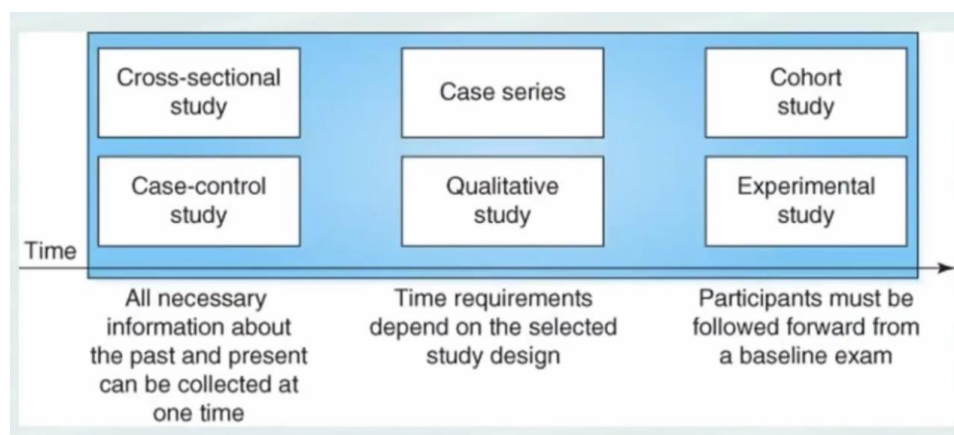 Cross-sectional
study
Case series
Cohort
study
Case-control
study
Qualitative
study
Experimental
study
Time
All necessary
information about
the past and present
can be collected at
one time
Time requirements
depend on the selected
study design
Participants must be
followed forward from
a baseline exam